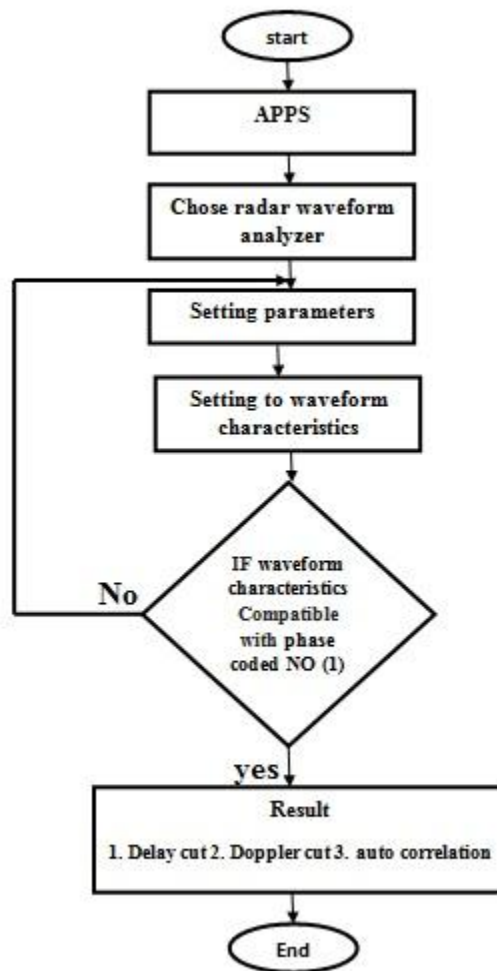 start
APPS
Chose radar waveform
analyzer
Setting parameters
Setting to waveform
characteristics
IF waveform
characteristics
Compatible
with phase
coded NO (1)
No
yes
Result
1. Delay cut 2. Doppler cut 3. auto correlation
End